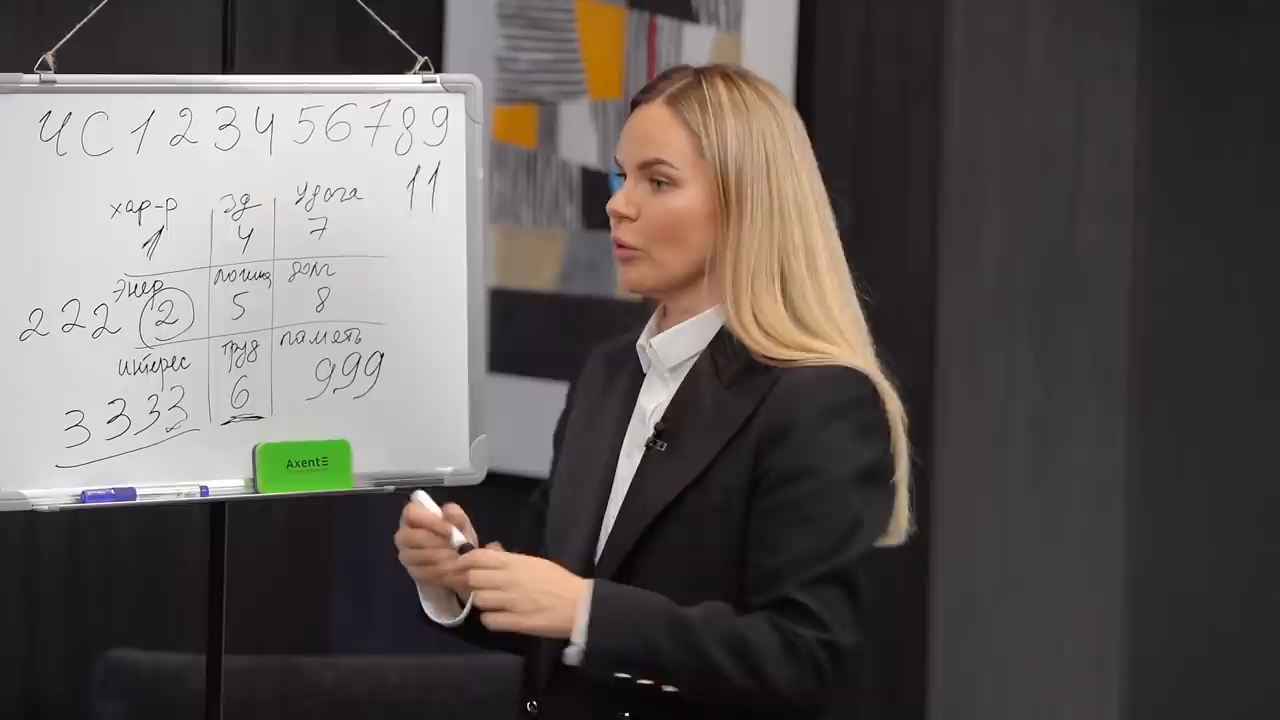 ЧС 1 2 3 4 5 6 7 8 9
11
хар-р зд удача
1 4 7
энер логика долг
222 2 5 8
интерес труд память
3333 6 999
Axent